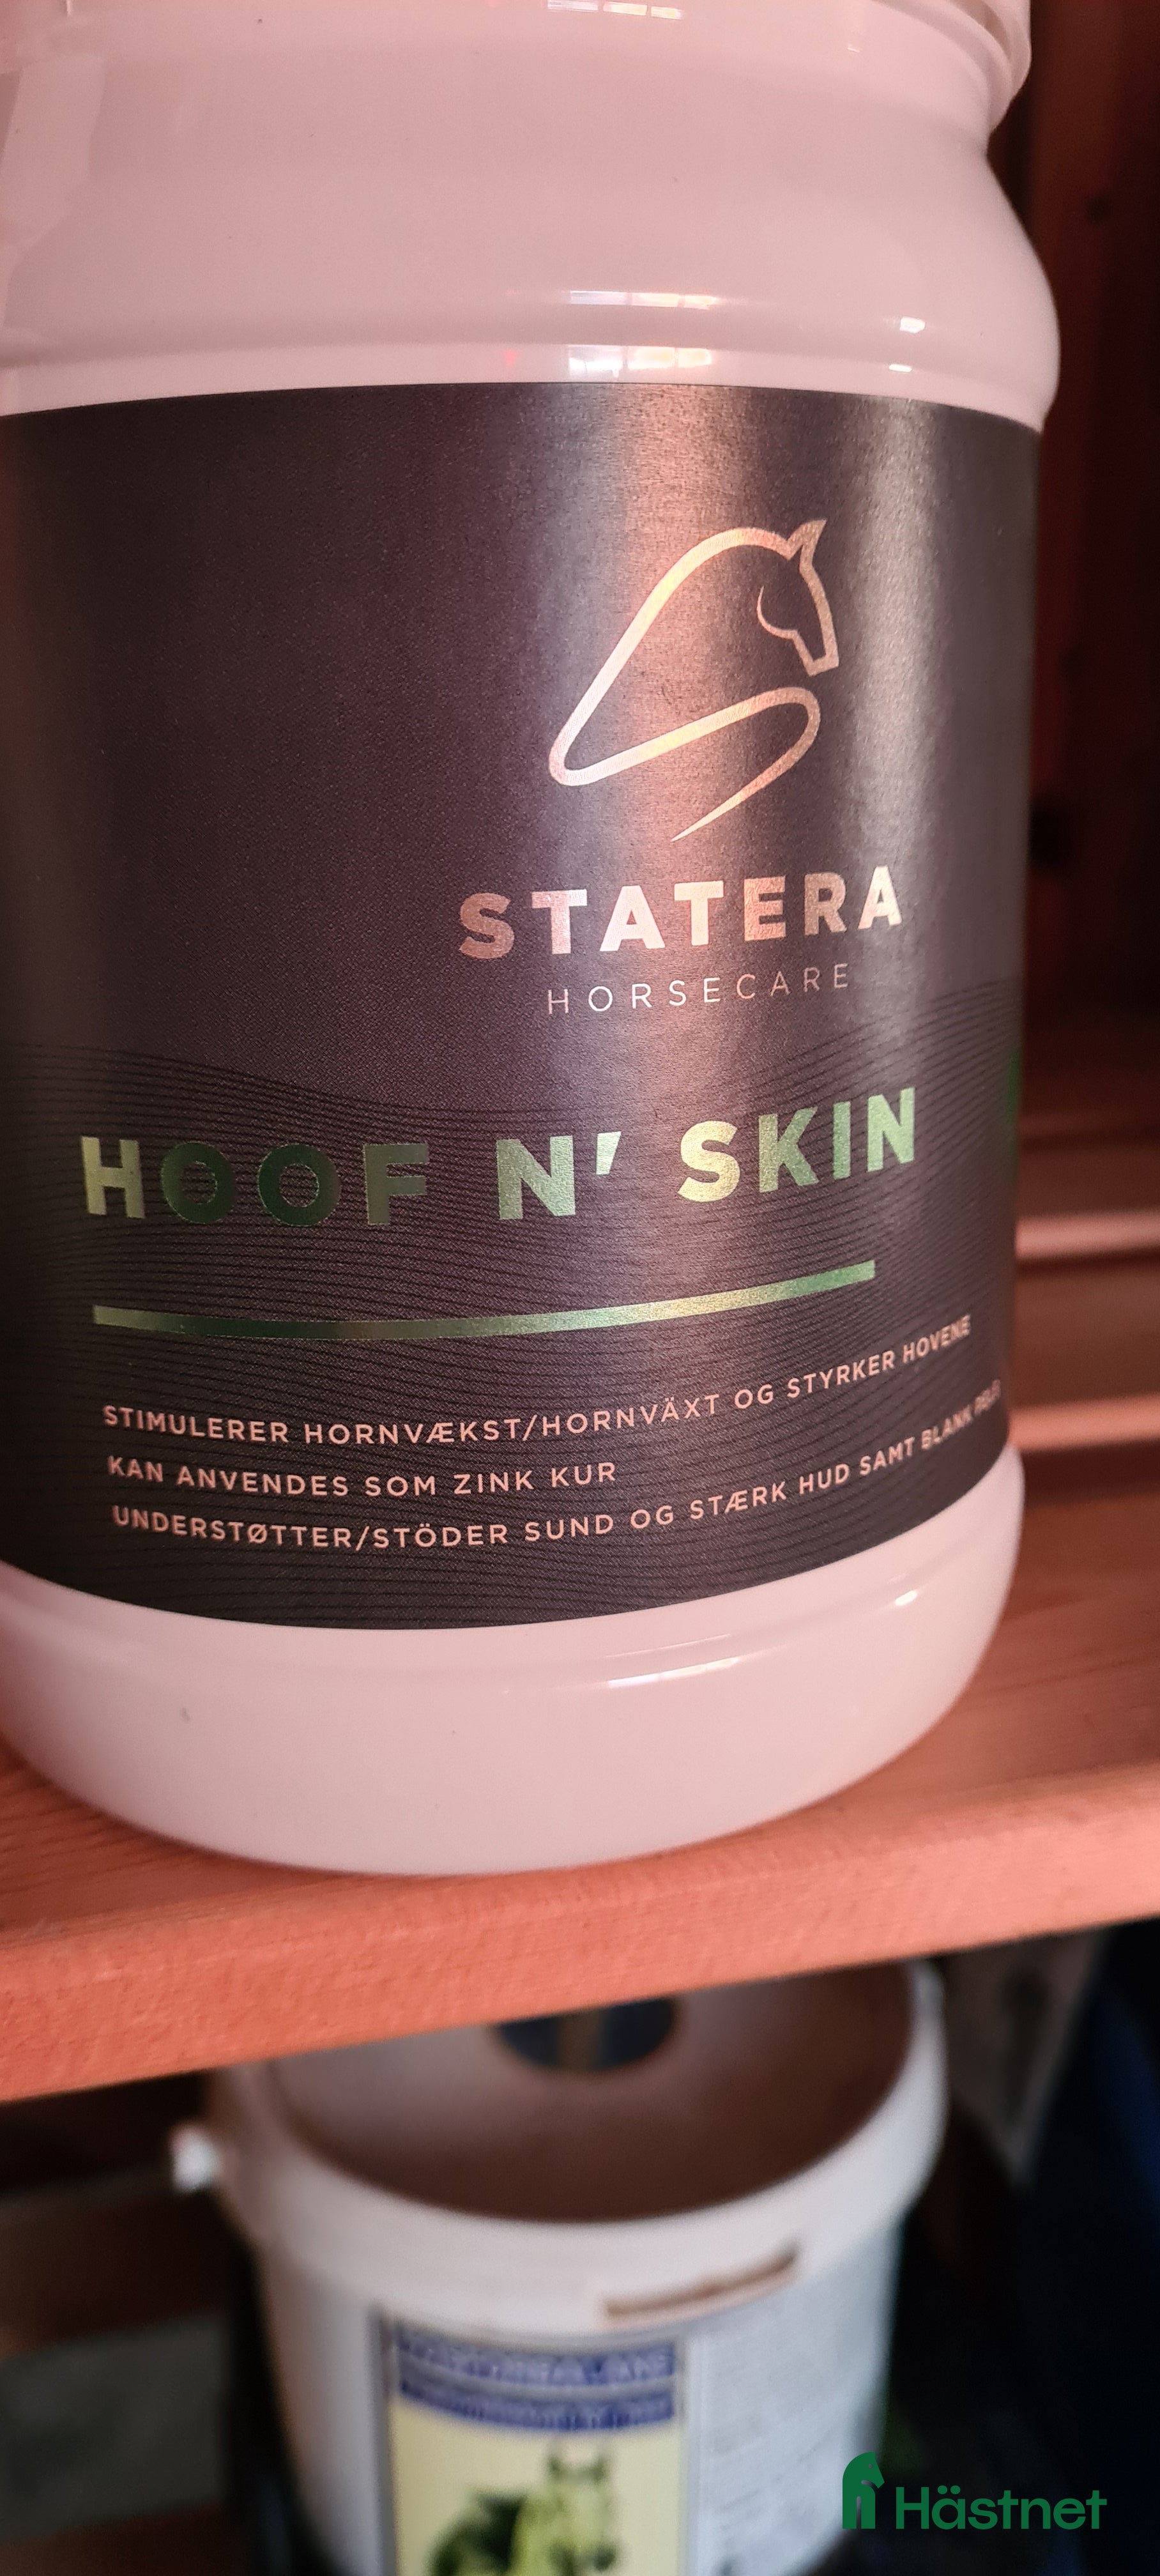 STATERA
HORSECARE
HOOF N' SKIN
STIMULERER HORNVÆKST/HORNVÄXT OG STYRKER HOVENE
KAN ANVENDES SOM ZINK KUR
UNDERSTØTTER/STÖDER SUND OG STÆRK HUD SAMT BLANK PELS
Hästnet